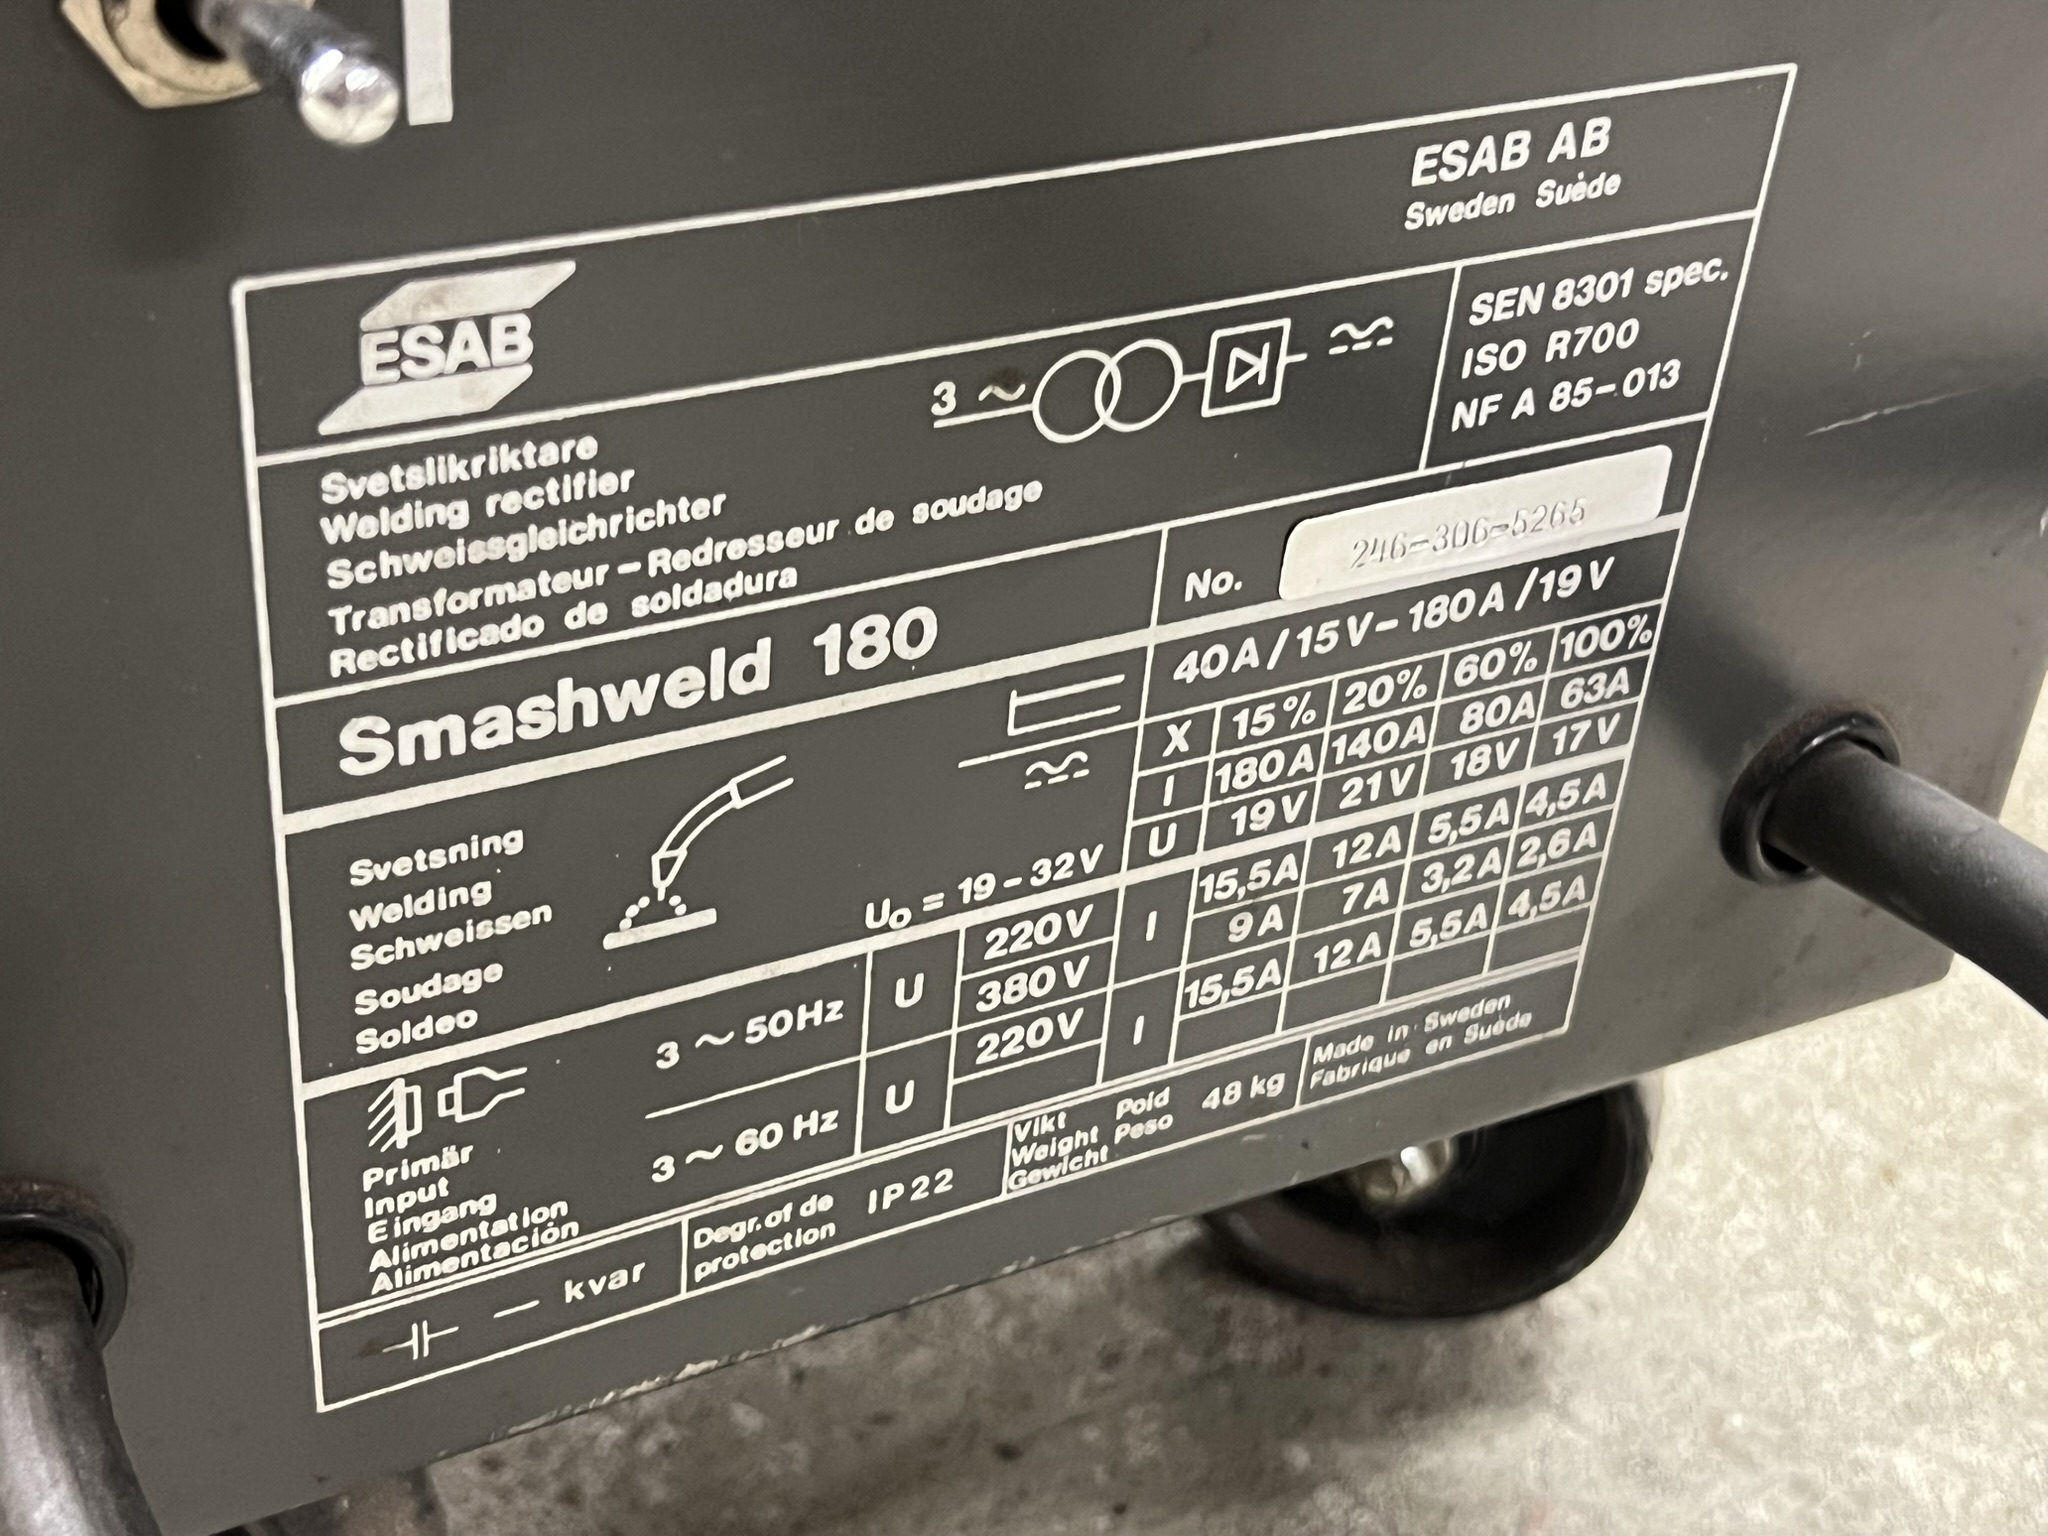 ESAB AB
Sweden Suède
ESAB
3 ~
SEN 8301 spec.
ISO R700
NF A 85-013
Svetslikriktare
Welding rectifier
Schweissgleichrichter
Transformateur-Redresseur de soudage
Rectificado de soldadura
No. 246-306-5265
Smashweld 180
40A/15V-180A/19V
X 15% 20% 60% 100%
I 180A 140A 80A 63A
U 19V 21V 18V 17V
Svetsning
Welding
Schweissen
Soudage
Soldeo
U₀ = 19-32V
3 ~ 50Hz U 220V I 15,5A 12A 5,5A 4,5A
380V 9A 7A 3,2A 2,6A
3 ~ 60Hz U 220V I 15,5A 12A 5,5A 4,5A
Primär
Input
Eingang
Alimentation
Alimentación
kvar
Degr. of de
protection
IP22
Vikt Poid
Weight Peso
Gewicht
48 kg
Made in Sweden
Fabrique en Suède